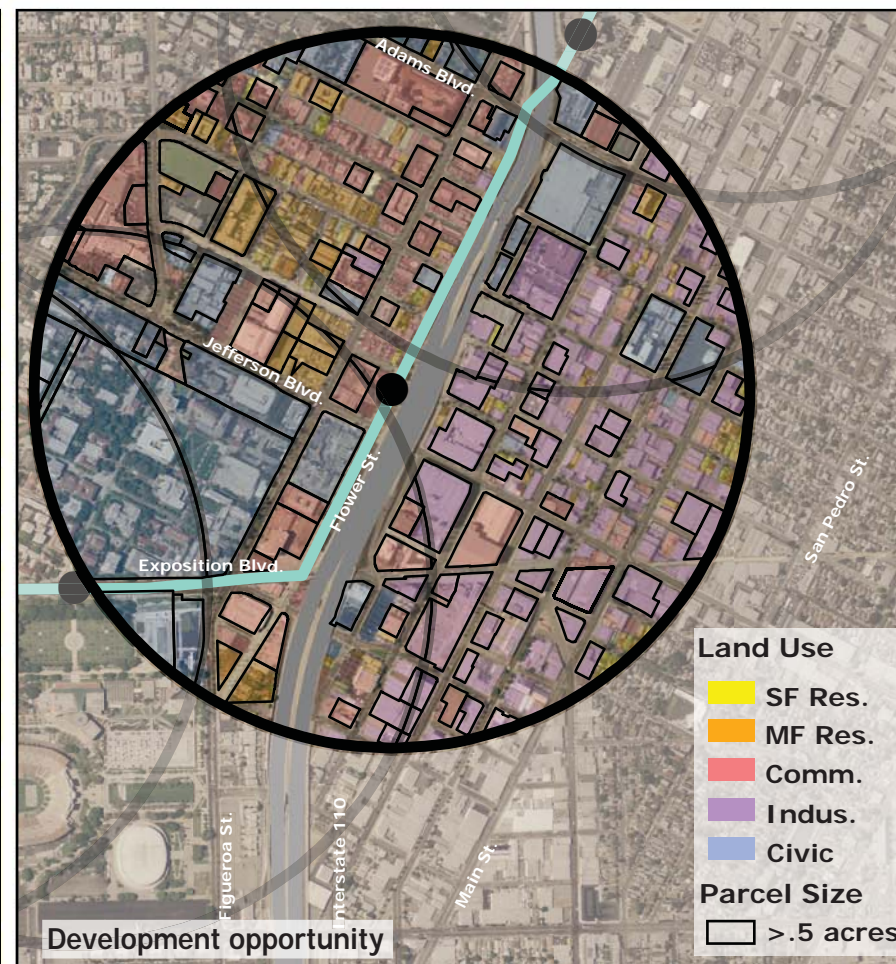 Adams Blvd.
Jefferson Blvd.
Flower St.
San Pedro St.
Exposition Blvd.
Figueroa St.
Interstate 110
Main St.
Land Use
SF Res.
MF Res.
Comm.
Indus.
Civic
Parcel Size
>.5 acres
Development opportunity